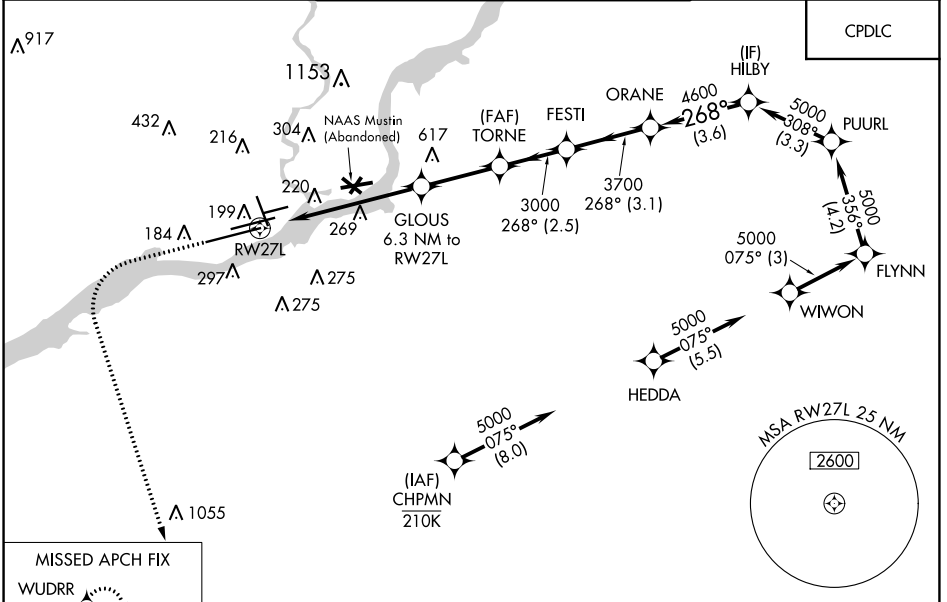 917
CPDLC
(IF)
HILBY
1153
ORANE
4600
268°
(3.6)
5000
308°
(3.3)
PUURL
432
216
304
NAAS Mustin
(Abandoned)
617
(FAF)
TORNE
FESTI
220
199
184
RW27L
269
GLOUS
6.3 NM to
RW27L
3000
268° (2.5)
3700
268° (3.1)
5000
356°
(4.2)
297
275
275
5000
075° (3)
FLYNN
WIWON
5000
075°
(5.5)
HEDDA
5000
075°
(8.0)
(IAF)
CHPMN
210K
MSA RW27L 25 NM
2600
1055
MISSED APCH FIX
WUDRR